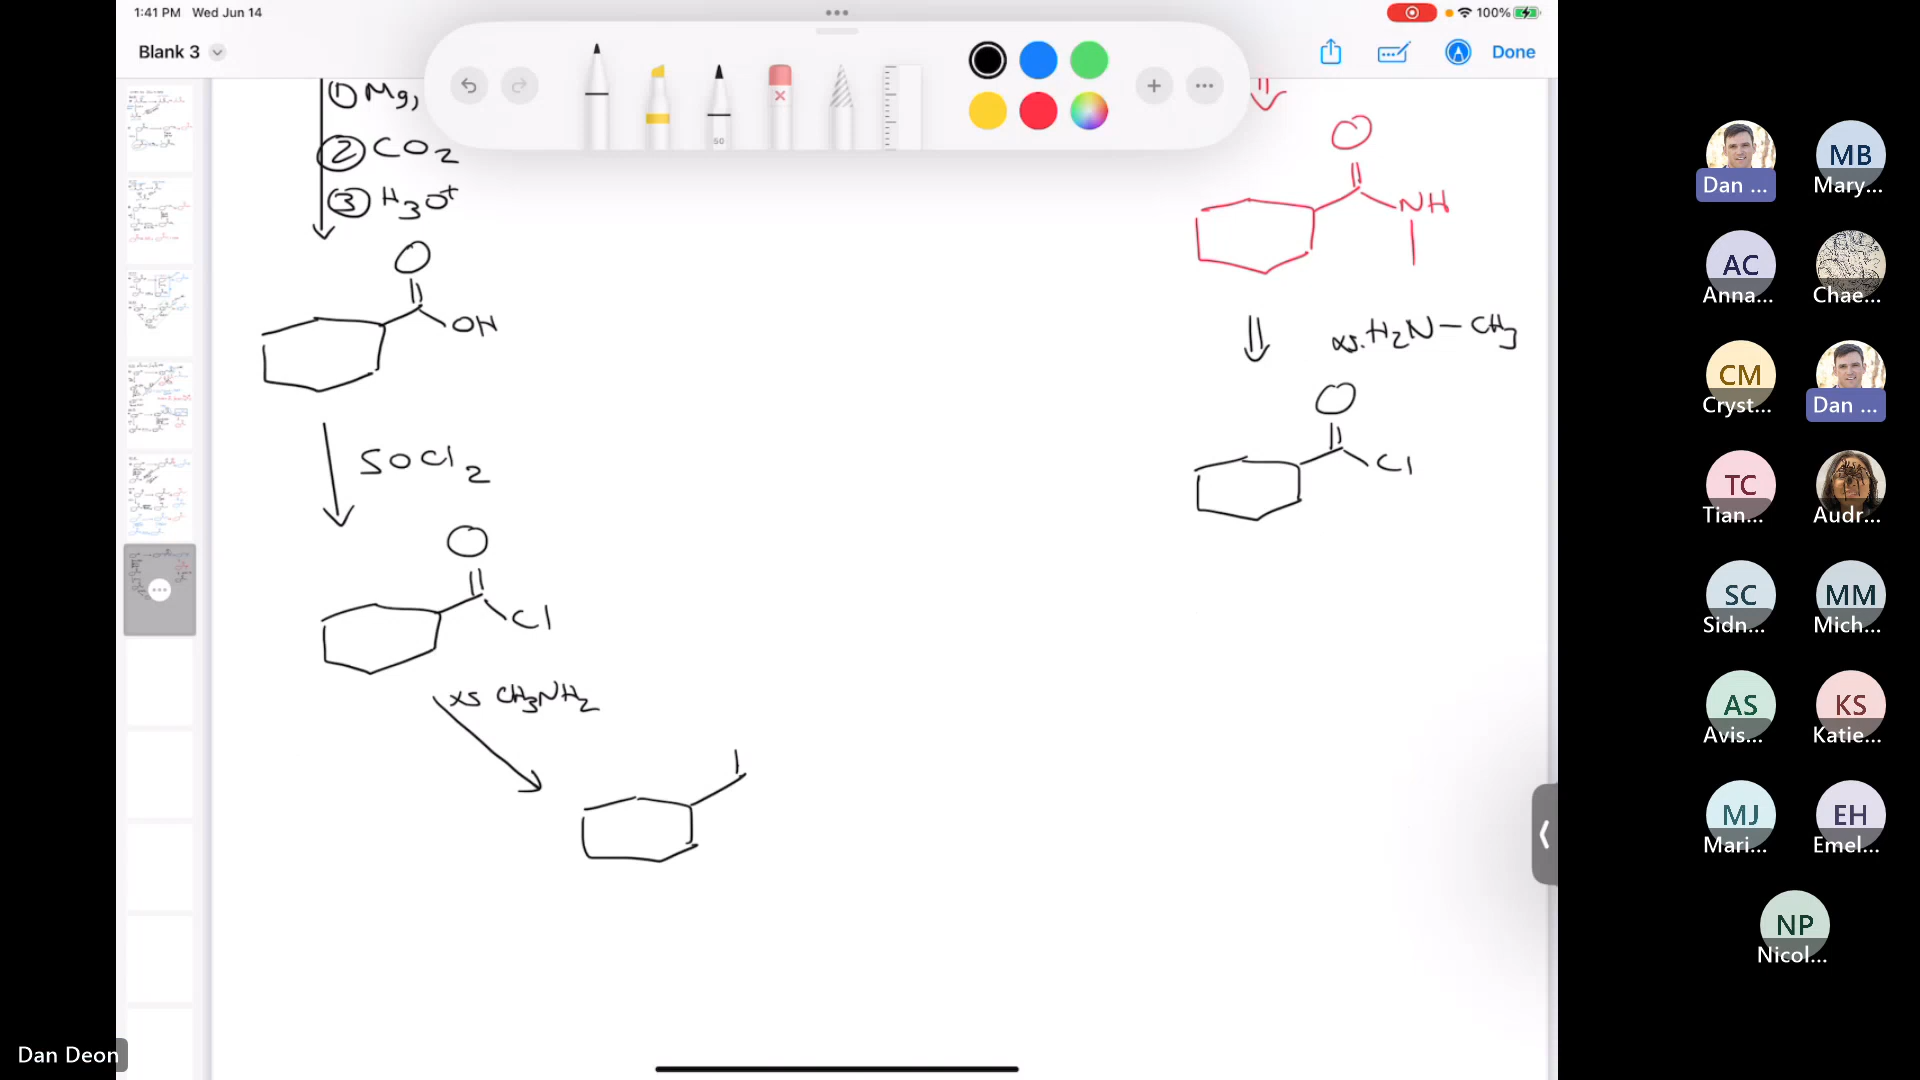 1:41 PM Wed Jun 14
100%
Blank 3
Done
50
① Mg,
② CO2
③ H3O+
O
OH
SOCl2
O
Cl
xs CH3NH2
O
NH
xs. H2N-CH3
O
Cl
Dan ...
MB
Mary...
AC
Anna...
Chae...
CM
Cryst...
Dan ...
TC
Tian...
Audr...
SC
Sidn...
MM
Mich...
AS
Avis...
KS
Katie...
MJ
Mari...
EH
Emel...
NP
Nicol...
Dan Deon